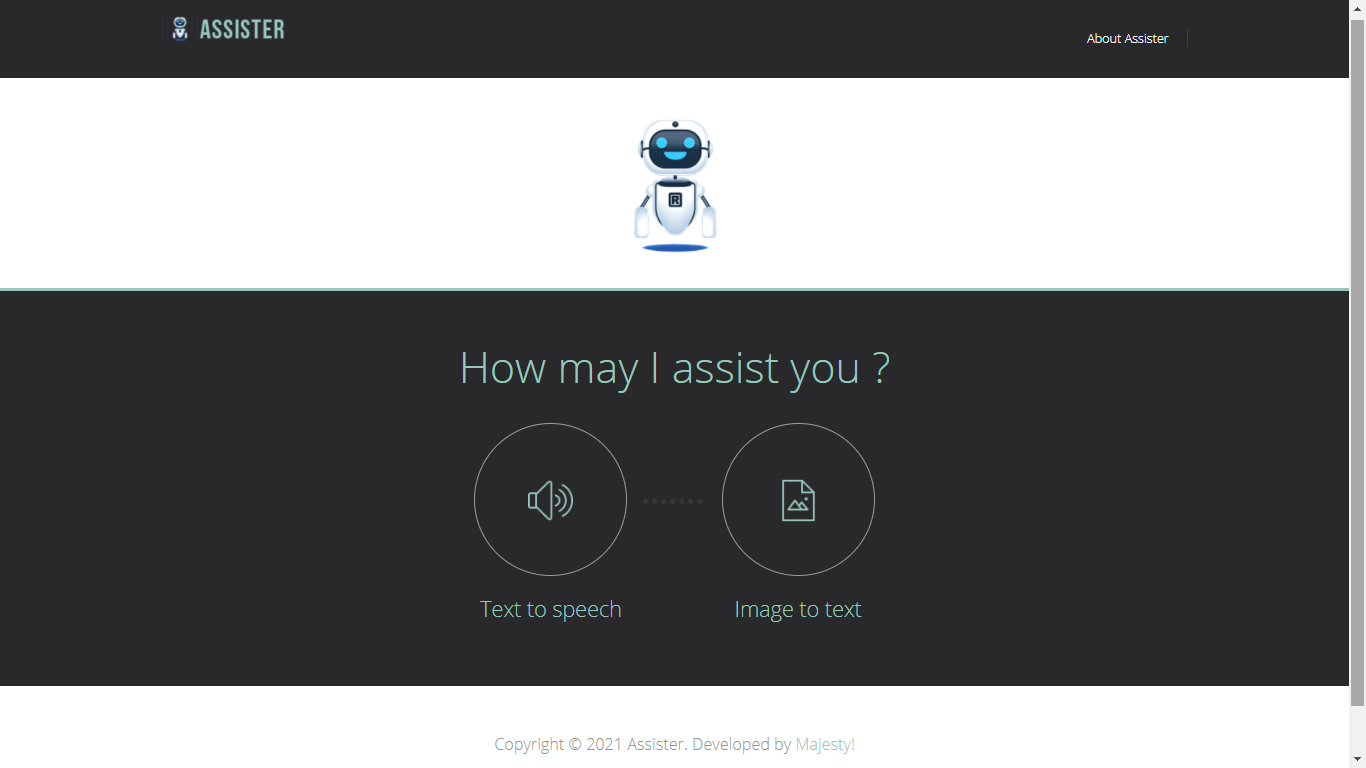 ASSISTER
About Assister
R
How may I assist you ?
Text to speech
Image to text
Copyright © 2021 Assister. Developed by Majesty!